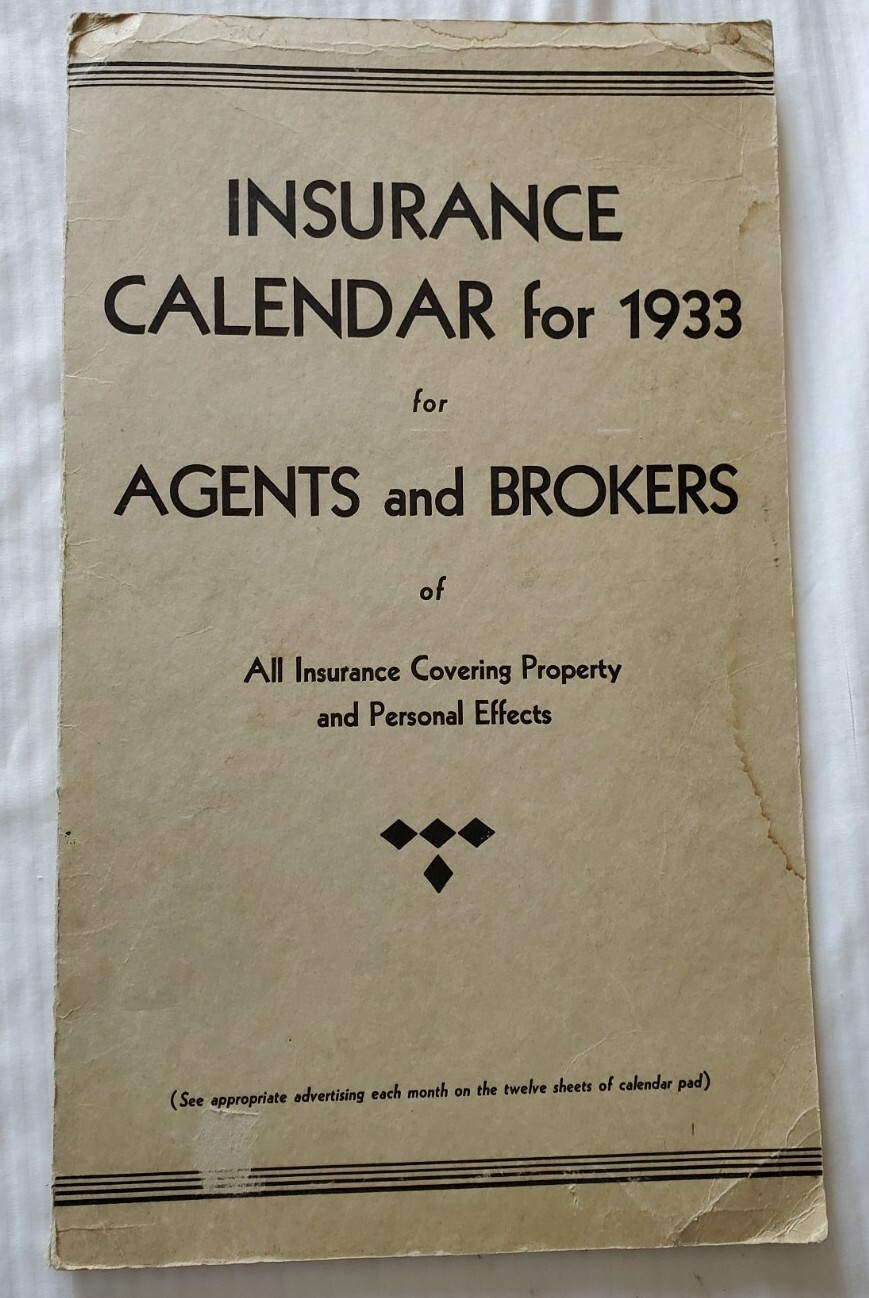 INSURANCE
CALENDAR for 1933
for
AGENTS and BROKERS
of
All Insurance Covering Property
and Personal Effects
(See appropriate advertising each month on the twelve sheets of calendar pad)